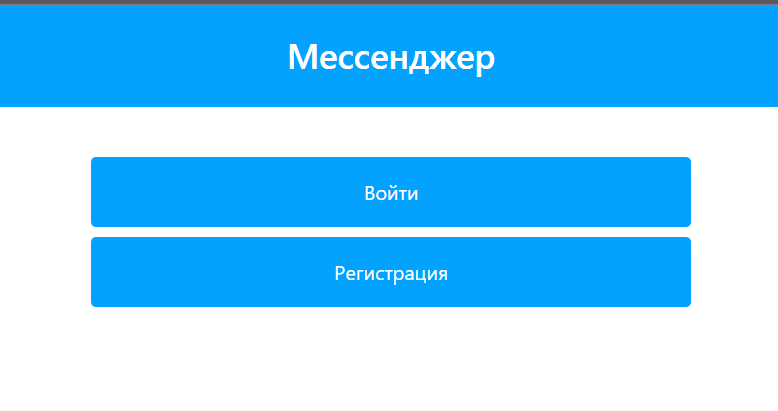 Мессенджер
Войти
Регистрация